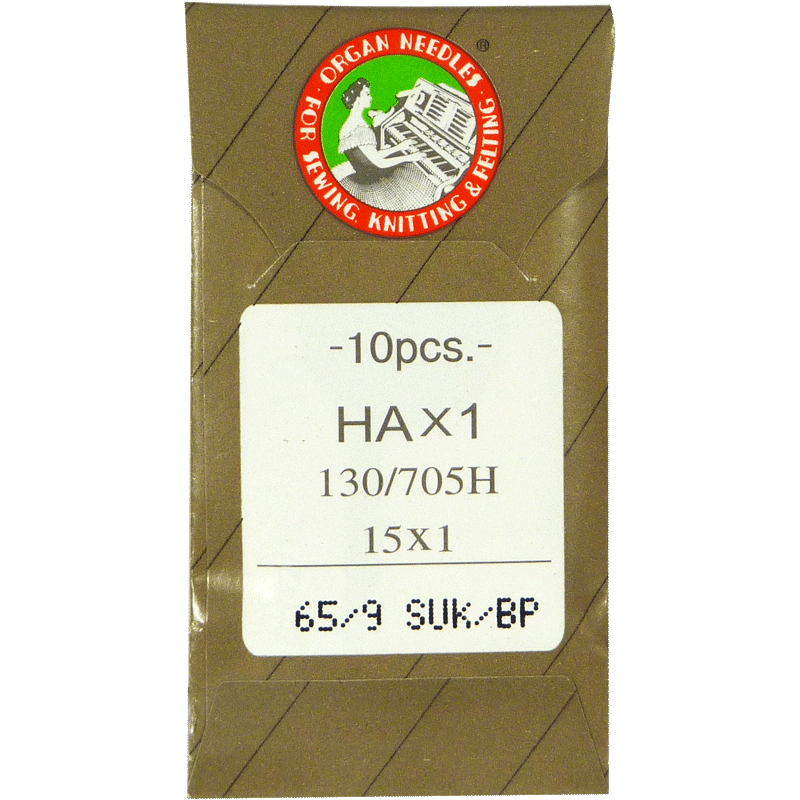 · ORGAN NEEDLES · ®
FOR SEWING, KNITTING & FELTING
-10pcs.-
HA×1
130/705H
15x1
65/9 SUK/BP